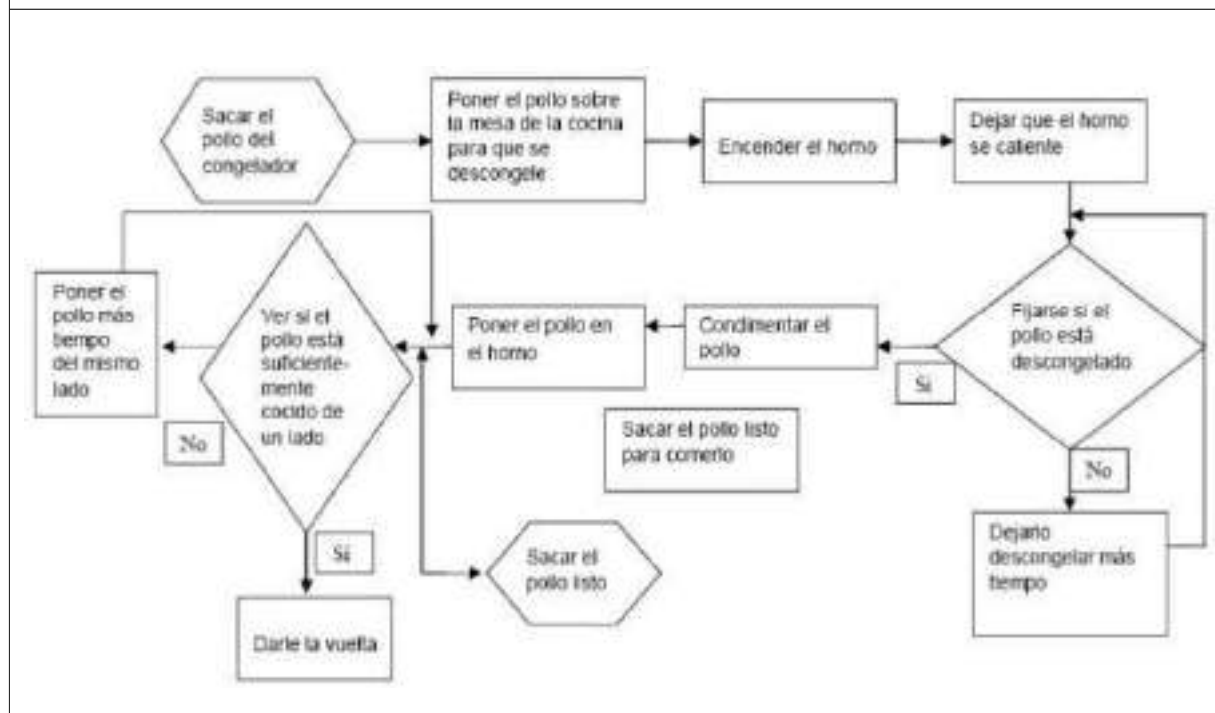 Sacar el
pollo del
congelador
Poner el pollo sobre
la mesa de la cocina
para que se
descongele
Encender el horno
Dejar que el horno
se caliente
Poner el
pollo más
tiempo
del mismo
lado
Ver si el
pollo está
suficiente-
mente
cocido de
un lado
Poner el pollo en
el horno
Condimentar el
pollo
Fijarse si el
pollo está
descongelado
Sí
No
Sacar el pollo listo
para comerlo
No
Sí
Sacar el
pollo listo
Dejarlo
descongelar más
tiempo
Darle la vuelta